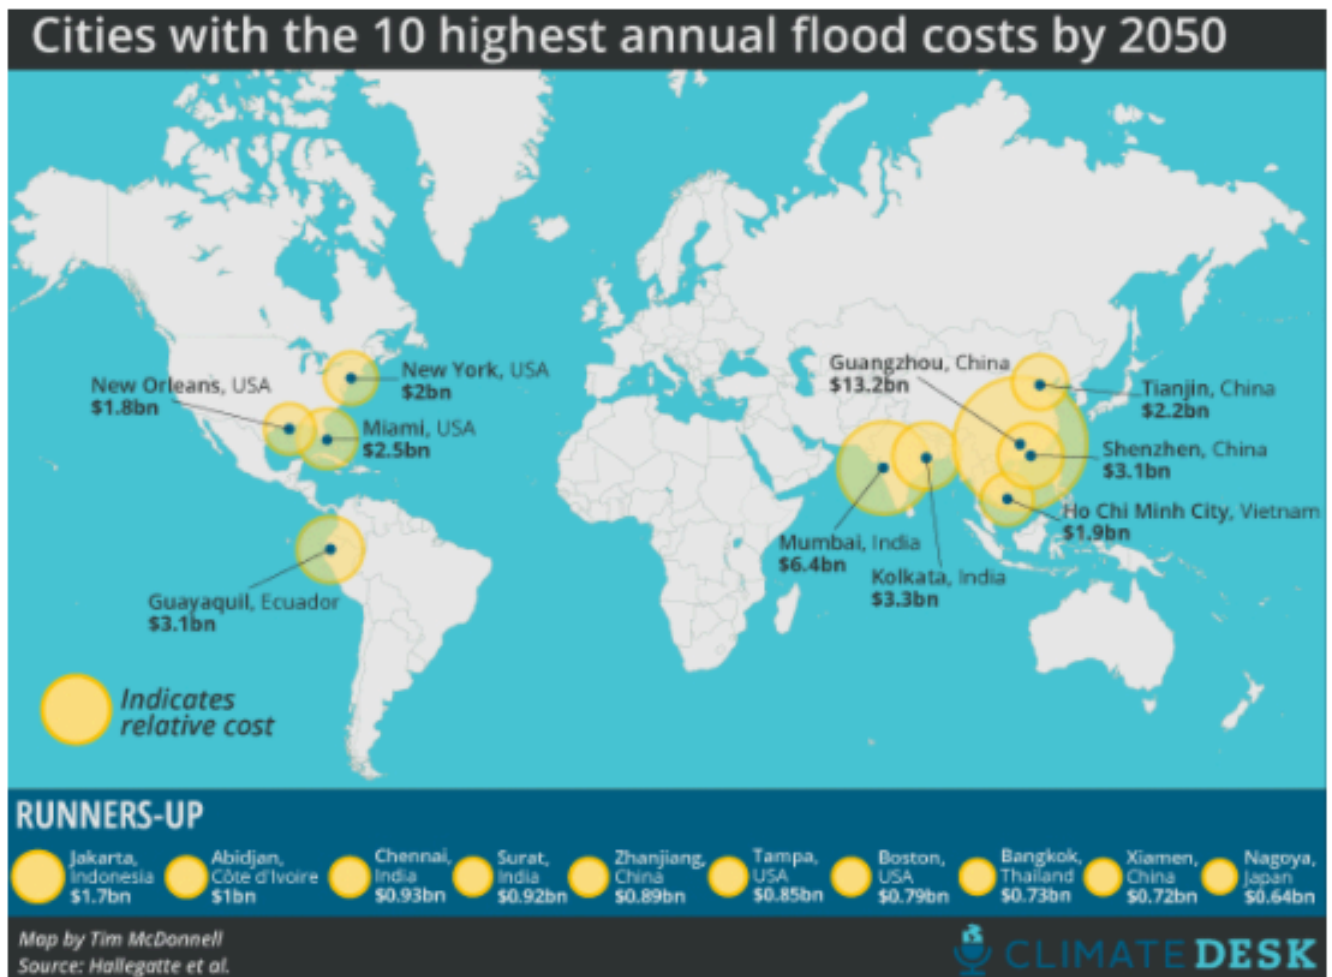 Cities with the 10 highest annual flood costs by 2050
New York, USA
$2bn
New Orleans, USA
$1.8bn
Miami, USA
$2.5bn
Guayaquil, Ecuador
$3.1bn
Guangzhou, China
$13.2bn
Tianjin, China
$2.2bn
Shenzhen, China
$3.1bn
Ho Chi Minh City, Vietnam
$1.9bn
Mumbai, India
$6.4bn
Kolkata, India
$3.3bn
Indicates
relative cost
RUNNERS-UP
Jakarta,
Indonesia
$1.7bn
Abidjan,
Côte d'Ivoire
$1bn
Chennai,
India
$0.93bn
Surat,
India
$0.92bn
Zhanjiang,
China
$0.89bn
Tampa,
USA
$0.85bn
Boston,
USA
$0.79bn
Bangkok,
Thailand
$0.73bn
Xiamen,
China
$0.72bn
Nagoya,
Japan
$0.64bn
Map by Tim McDonnell
Source: Hallegatte et al.
CLIMATE DESK